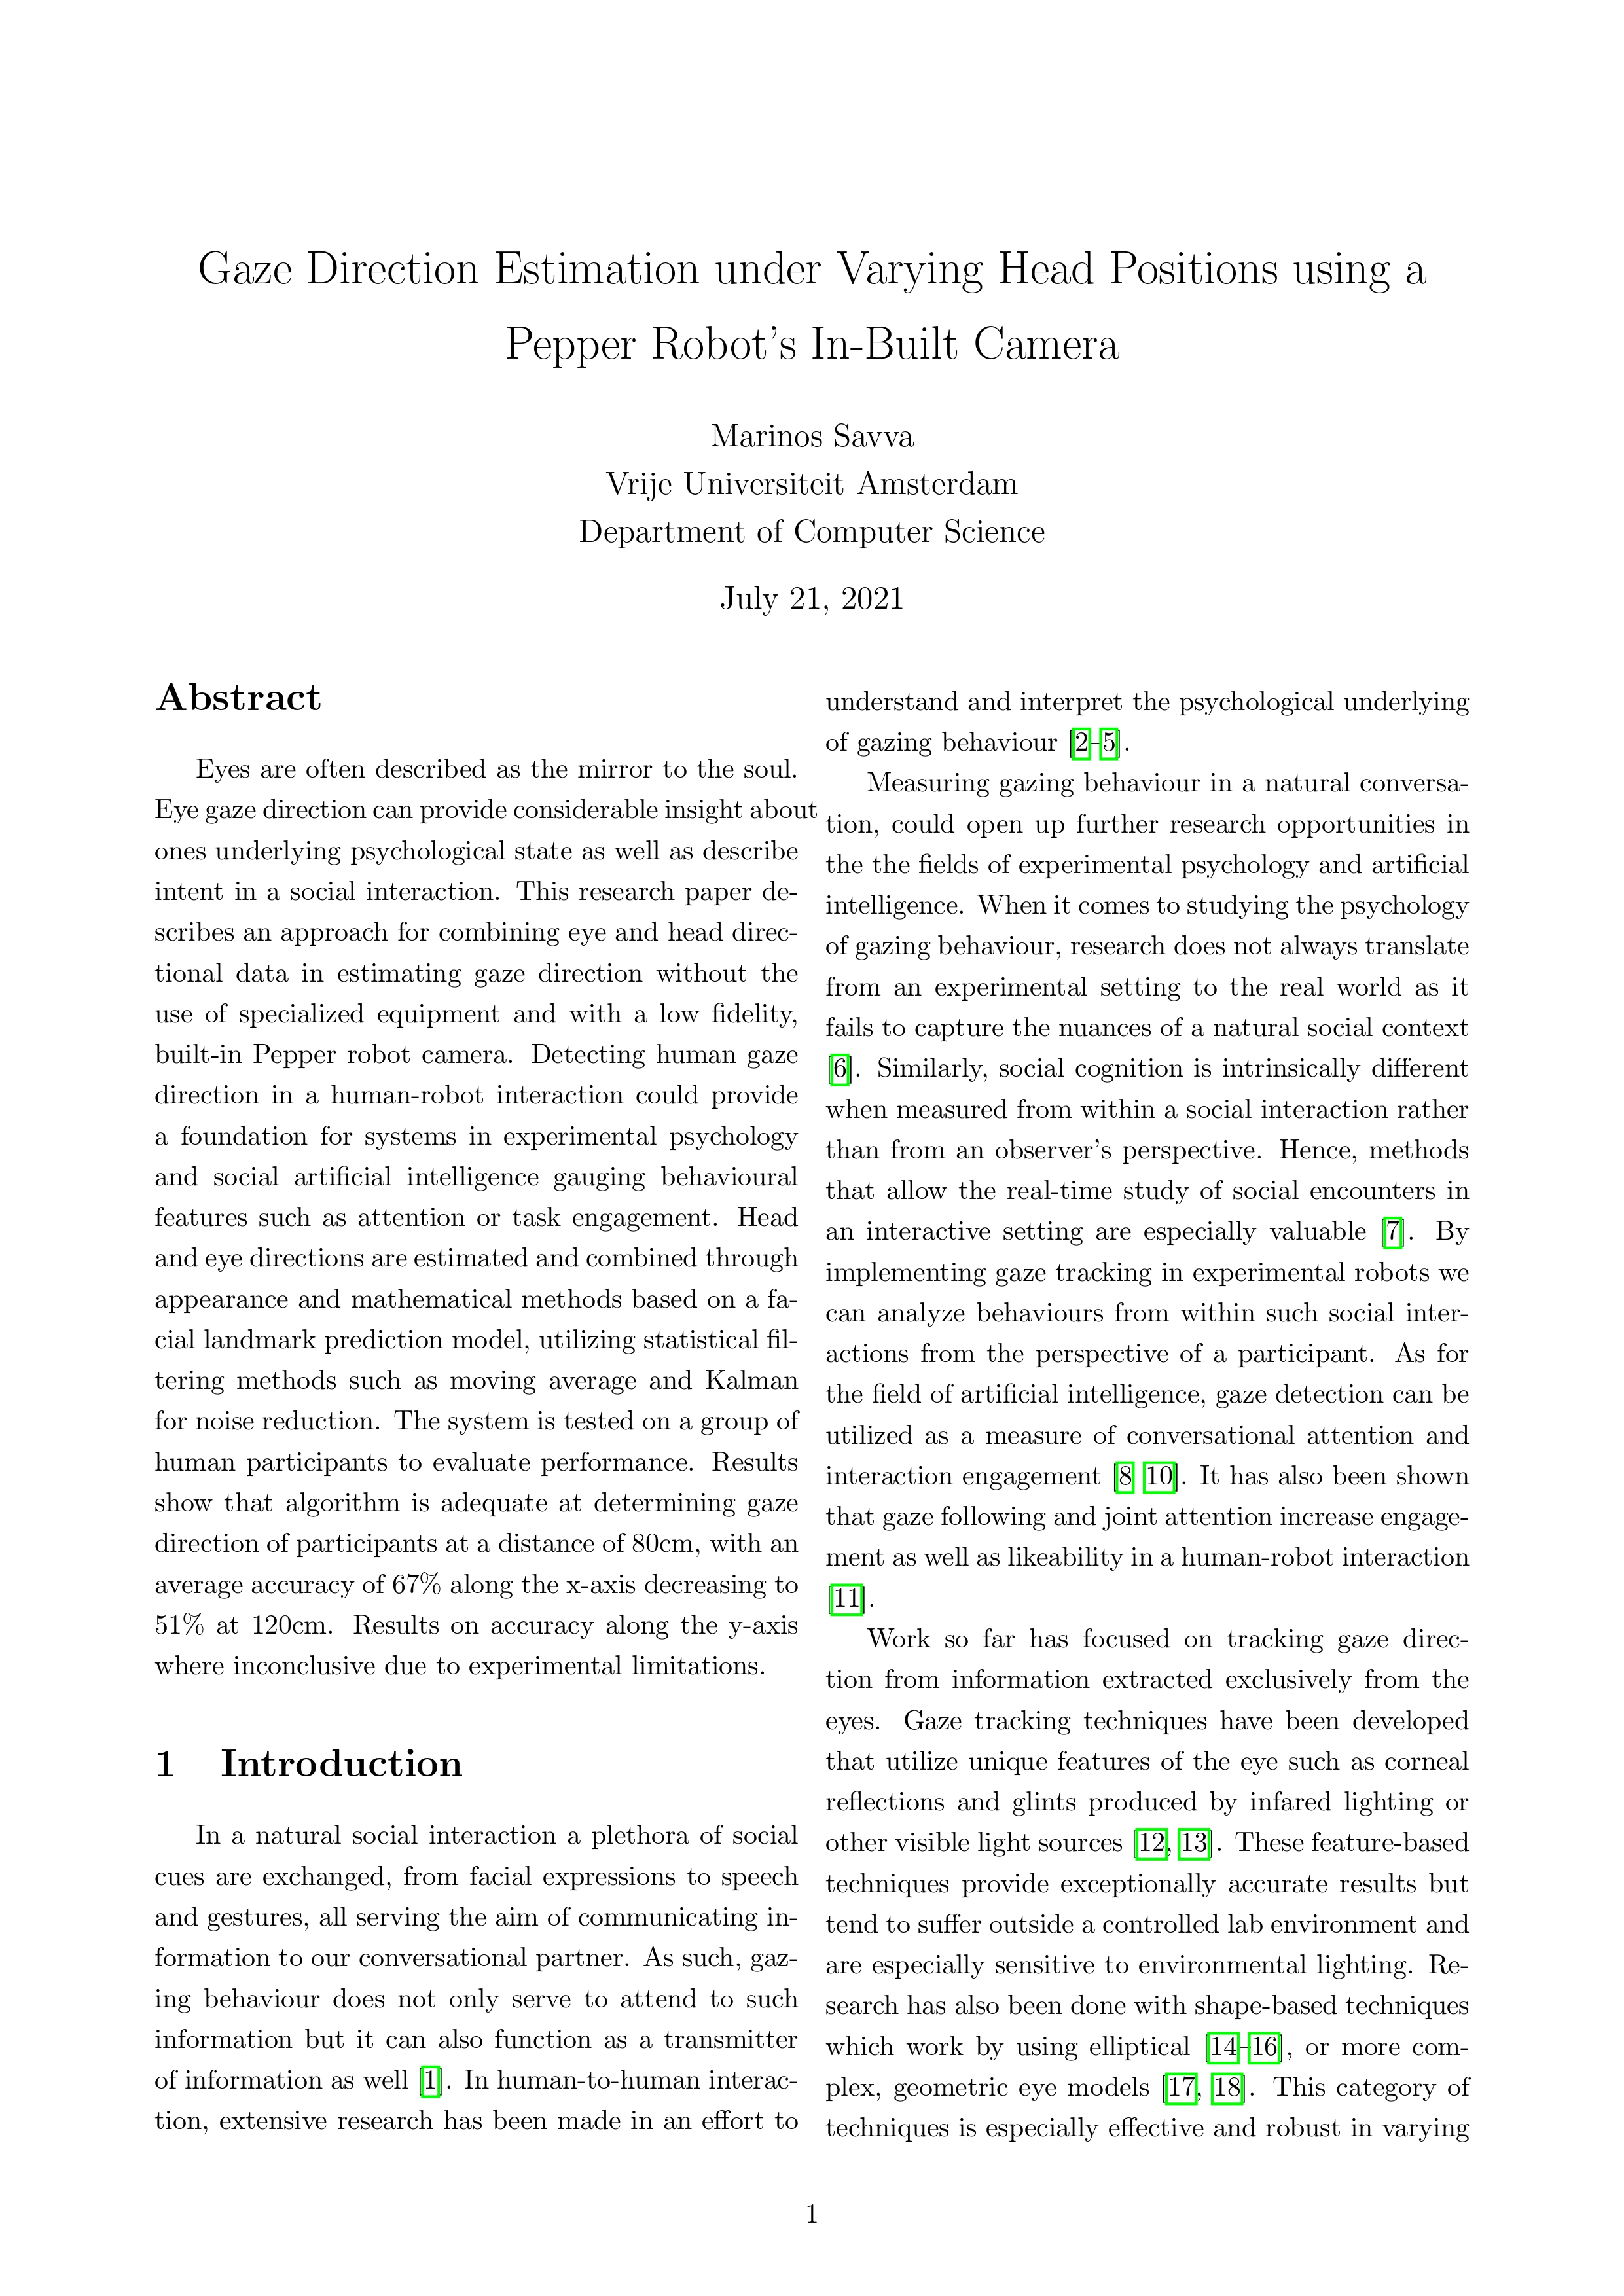 Gaze Direction Estimation under Varying Head Positions using a
Pepper Robot's In-Built Camera
Marinos Savva
Vrije Universiteit Amsterdam
Department of Computer Science
July 21, 2021
Abstract
Eyes are often described as the mirror to the soul.
Eye gaze direction can provide considerable insight about
ones underlying psychological state as well as describe
intent in a social interaction. This research paper de-
scribes an approach for combining eye and head direc-
tional data in estimating gaze direction without the
use of specialized equipment and with a low fidelity,
built-in Pepper robot camera. Detecting human gaze
direction in a human-robot interaction could provide
a foundation for systems in experimental psychology
and social artificial intelligence gauging behavioural
features such as attention or task engagement. Head
and eye directions are estimated and combined through
appearance and mathematical methods based on a fa-
cial landmark prediction model, utilizing statistical fil-
tering methods such as moving average and Kalman
for noise reduction. The system is tested on a group of
human participants to evaluate performance. Results
show that algorithm is adequate at determining gaze
direction of participants at a distance of 80cm, with an
average accuracy of 67% along the x-axis decreasing to
51% at 120cm. Results on accuracy along the y-axis
where inconclusive due to experimental limitations.
1 Introduction
In a natural social interaction a plethora of social
cues are exchanged, from facial expressions to speech
and gestures, all serving the aim of communicating in-
formation to our conversational partner. As such, gaz-
ing behaviour does not only serve to attend to such
information but it can also function as a transmitter
of information as well [1]. In human-to-human interac-
tion, extensive research has been made in an effort to
understand and interpret the psychological underlying
of gazing behaviour [2–5].
Measuring gazing behaviour in a natural conversa-
tion, could open up further research opportunities in
the the fields of experimental psychology and artificial
intelligence. When it comes to studying the psychology
of gazing behaviour, research does not always translate
from an experimental setting to the real world as it
fails to capture the nuances of a natural social context
[6]. Similarly, social cognition is intrinsically different
when measured from within a social interaction rather
than from an observer's perspective. Hence, methods
that allow the real-time study of social encounters in
an interactive setting are especially valuable [7]. By
implementing gaze tracking in experimental robots we
can analyze behaviours from within such social inter-
actions from the perspective of a participant. As for
the field of artificial intelligence, gaze detection can be
utilized as a measure of conversational attention and
interaction engagement [8–10]. It has also been shown
that gaze following and joint attention increase engage-
ment as well as likeability in a human-robot interaction
[11].
Work so far has focused on tracking gaze direc-
tion from information extracted exclusively from the
eyes. Gaze tracking techniques have been developed
that utilize unique features of the eye such as corneal
reflections and glints produced by infared lighting or
other visible light sources [12, 13]. These feature-based
techniques provide exceptionally accurate results but
tend to suffer outside a controlled lab environment and
are especially sensitive to environmental lighting. Re-
search has also been done with shape-based techniques
which work by using elliptical [14–16], or more com-
plex, geometric eye models [17, 18]. This category of
techniques is especially effective and robust in varying
1